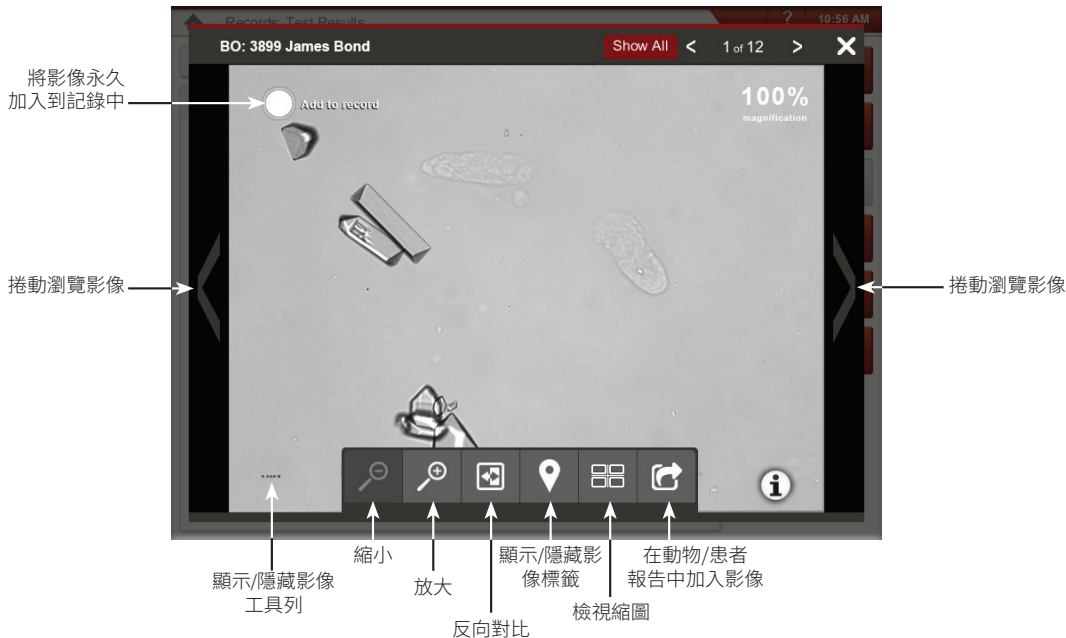 Records: Test Results
?
10:56 AM
BO: 3899 James Bond
Show All
<
1 of 12
>
將影像永久
加入到記錄中
Add to record
100%
magnification
捲動瀏覽影像
捲動瀏覽影像
縮小
顯示/隱藏影
像標籤
在動物/患者
報告中加入影像
顯示/隱藏影像
工具列
放大
檢視縮圖
反向對比